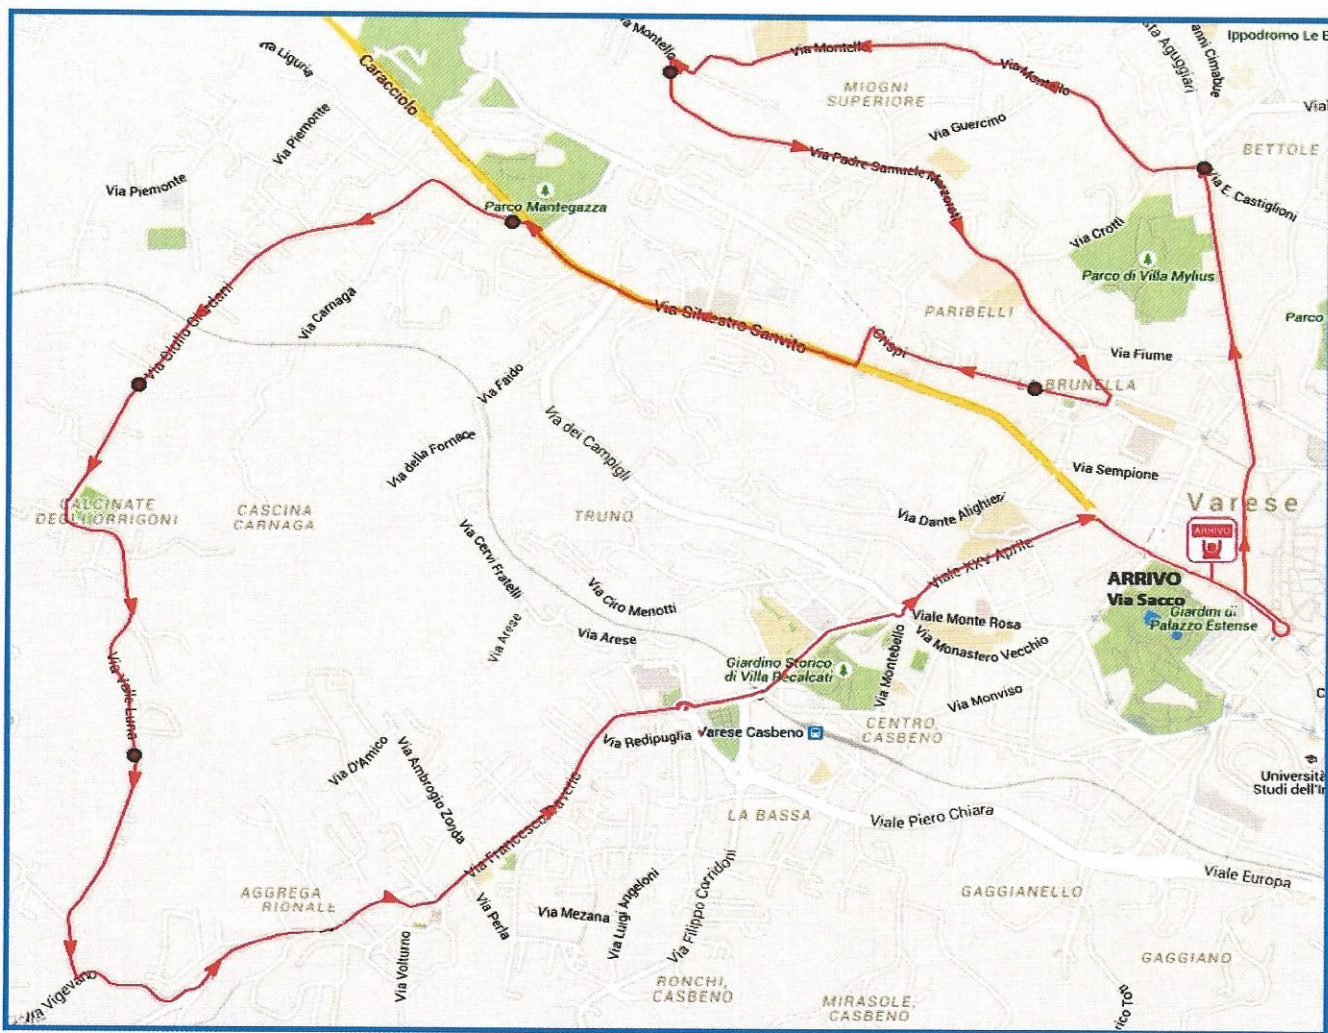 Via Montello
Via Liguria
Caracciolo
Via Montello
MIOGNI
SUPERIORE
Via Montello
Ippodromo Le B
Via Piemonte
Via Guercino
BETTOLE
Via Piemonte
Parco Mantegazza
Via Padre Samuele Marzorati
Via E. Castiglioni
Via Crotti
Parco di Villa Mylius
Via Giulio Giordani
Via Carnaga
Via Silvestro Sanvito
Crispi
PARIBELLI
Parco
Via Fiume
LA BRUNELLA
Via Faido
Via dei Campigli
Via della Fornace
Via Sempione
CALCINATE
DEGLI ORRIGONI
CASCINA
CARNAGA
TRUNO
Via Dante Alighieri
Varese
ARRIVO
Via Cervi Fratelli
Viale XXV Aprile
ARRIVO
Via Sacco
Giardini di
Palazzo Estense
Via Ciro Menotti
Via Arese
Via Arese
Viale Monte Rosa
Via Monastero Vecchio
Via Montebello
Giardino Storico
di Villa Recalcati
Via Monviso
Via Valle Luna
CENTRO,
CASBENO
Via Redipuglia
Varese Casbeno
Via D'Amico
Via Ambrogio Zonda
Via Francesco Daverio
LA BASSA
Viale Piero Chiara
Università
Studi dell'In
Viale Europa
AGGREGA
RIONALE
GAGGIANELLO
Via Perla
Via Mezana
Via Luigi Angeloni
Via Filippo Corridoni
Via Volturno
Via Vigevano
GAGGIANO
RONCHI,
CASBENO
MIRASOLE,
CASBENO